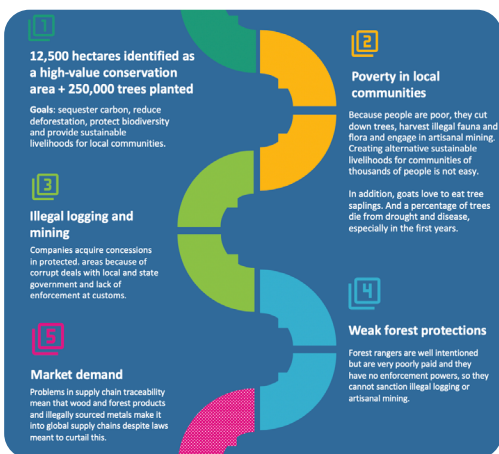 1
12,500 hectares identified as
a high-value conservation
area + 250,000 trees planted
Goals: sequester carbon, reduce
deforestation, protect biodiversity
and provide sustainable
livelihoods for local communities.
2
Poverty in local
communities
Because people are poor, they cut
down trees, harvest illegal fauna and
flora and engage in artisanal mining.
Creating alternative sustainable
livelihoods for communities of
thousands of people is not easy.
In addition, goats love to eat tree
saplings. And a percentage of trees
die from drought and disease,
especially in the first years.
3
Illegal logging and
mining
Companies acquire concessions
in protected. areas because of
corrupt deals with local and state
government and lack of
enforcement at customs.
4
Weak forest protections
Forest rangers are well intentioned
but are very poorly paid and they
have no enforcement powers, so they
cannot sanction illegal logging or
artisanal mining.
5
Market demand
Problems in supply chain traceability
mean that wood and forest products
and illegally sourced metals make it
into global supply chains despite laws
meant to curtail this.